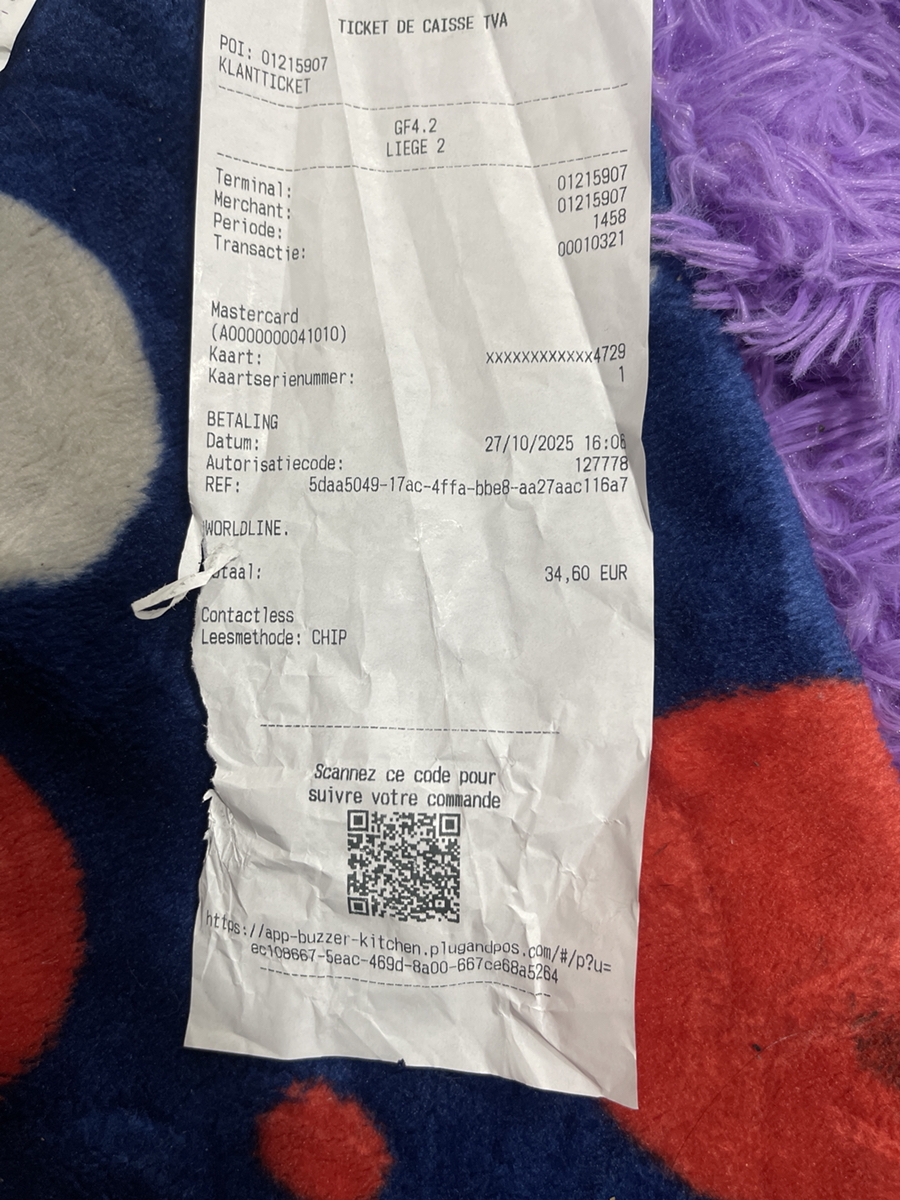 TICKET DE CAISSE TVA
POI: 01215907
KLANTTICKET
GF4.2
LIEGE 2
Terminal: 01215907
Merchant: 01215907
Periode: 1458
Transactie: 00010321
Mastercard
(A0000000041010)
Kaart: xxxxxxxxxxxx4729
Kaartserienummer: 1
BETALING
Datum: 27/10/2025 16:06
Autorisatiecode: 127778
REF: 5daa5049-17ac-4ffa-bbe8-aa27aac116a7
WORLDLINE.
34,60 EUR
Contactless
Leesmethode: CHIP
Scannez ce code pour
suivre votre commande
https://app-buzzer-kitchen.plugandpos.com/#/p?u=
ec108667-5eac-469d-8a00-667ce68a5264